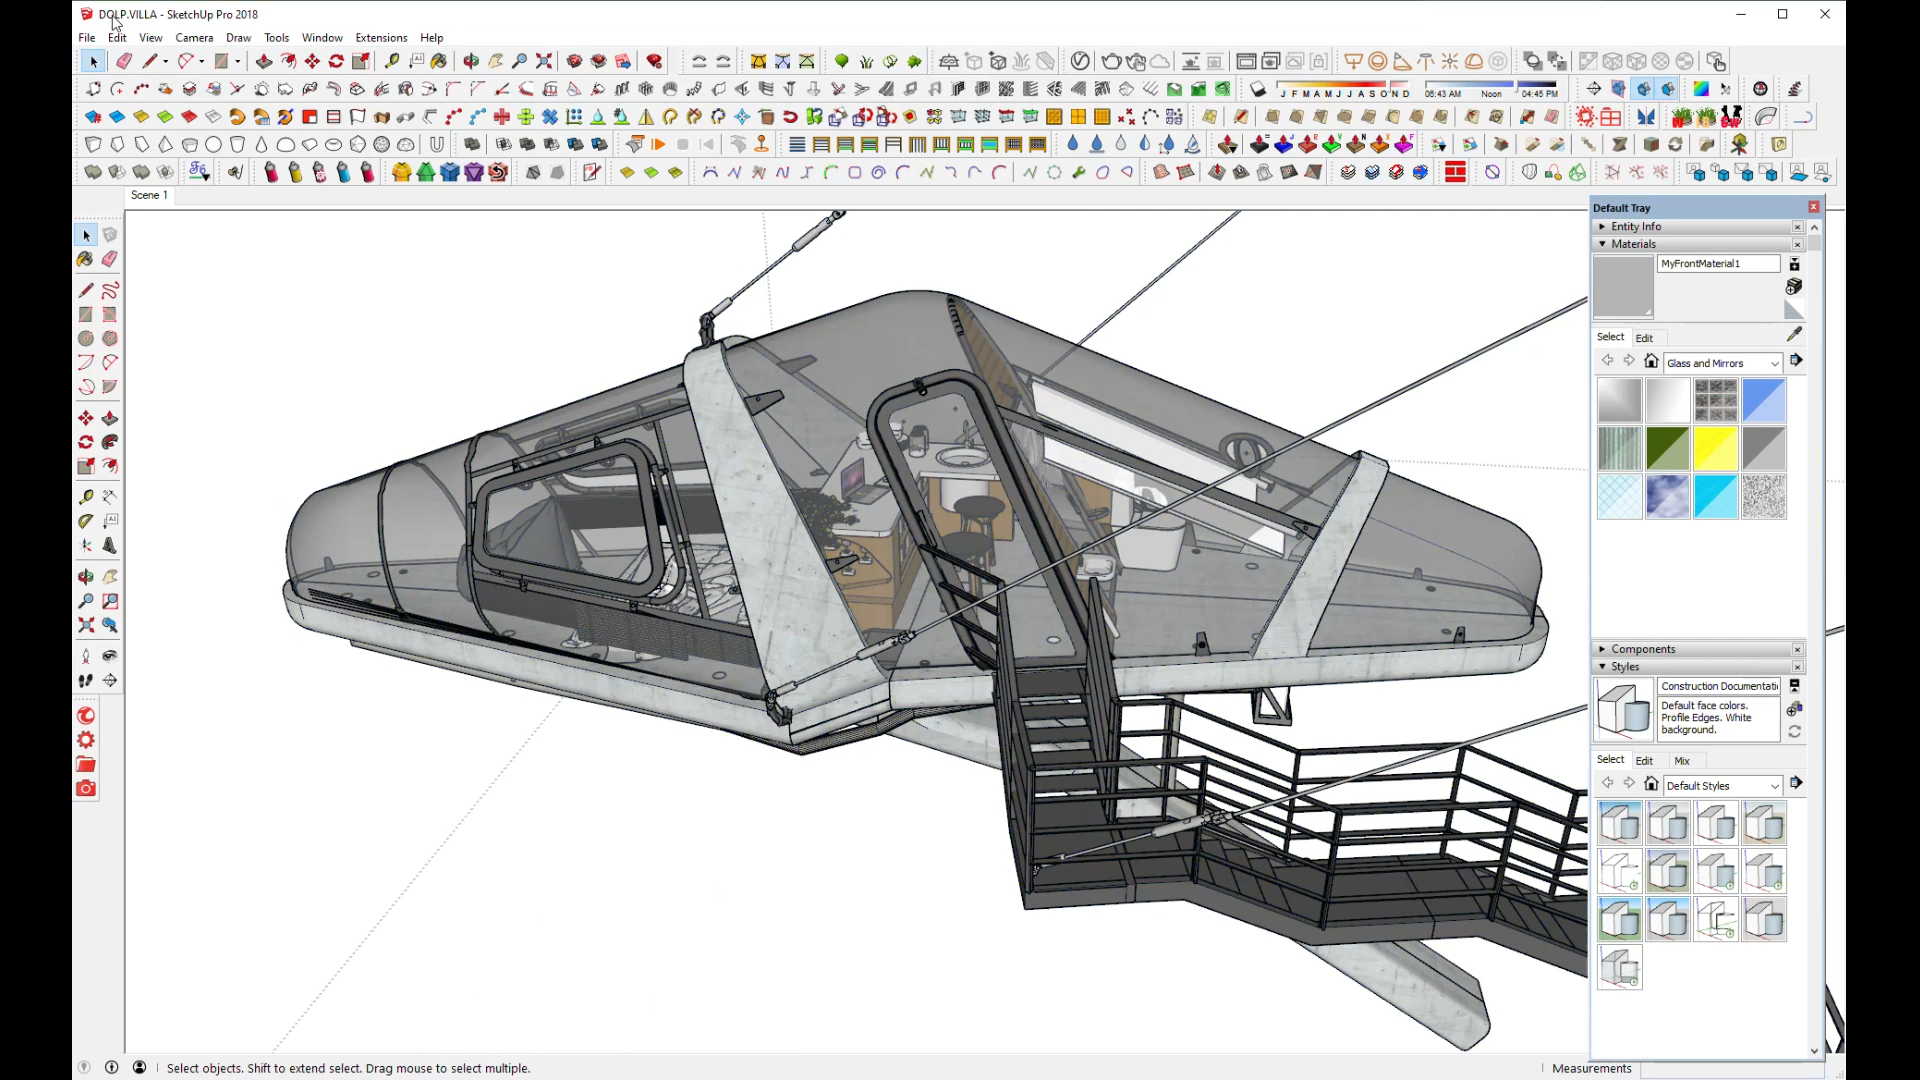 DOLP.VILLA - SketchUp Pro 2018
File Edit View Camera Draw Tools Window Extensions Help
J F M A M J J A S O N D 06:43 AM Noon 04:45 PM
Scene 1
Default Tray
Entity Info
Materials
MyFrontMaterial1
Select Edit
Glass and Mirrors
Components
Styles
Construction Documentati
Default face colors.
Profile Edges. White
background.
Select Edit Mix
Default Styles
Select objects. Shift to extend select. Drag mouse to select multiple.
Measurements